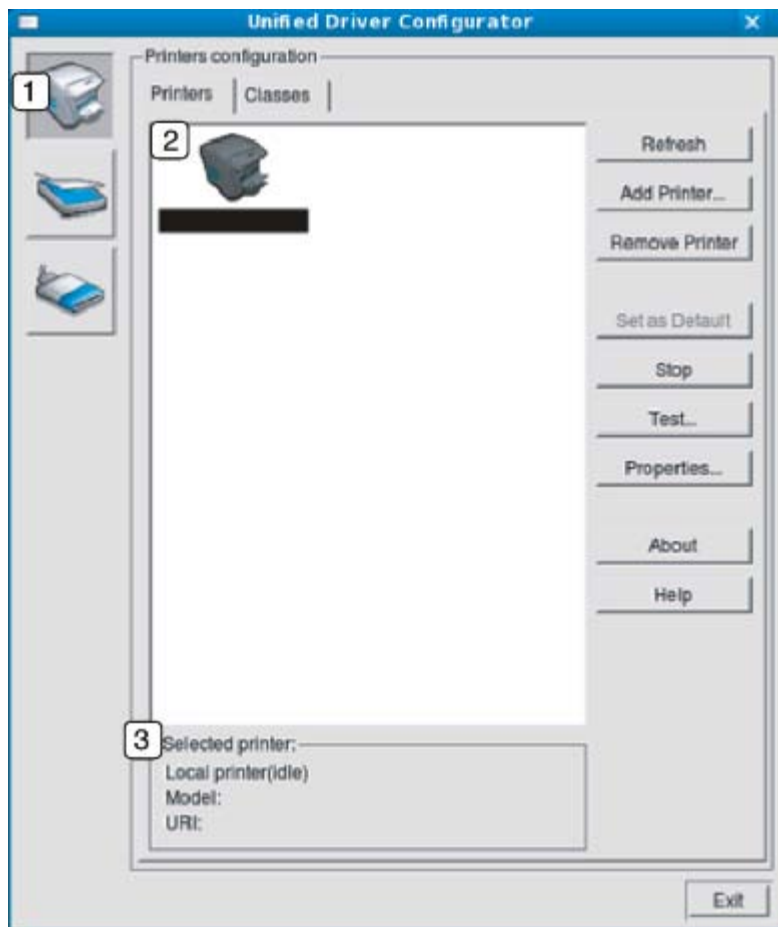 Unified Driver Configurator
Printers configuration
1
Printers
Classes
2
Refresh
Add Printer...
Remove Printer
Set as Default
Stop
Test...
Properties...
About
Help
3
Selected printer:
Local printer(idle)
Model:
URI:
Exit